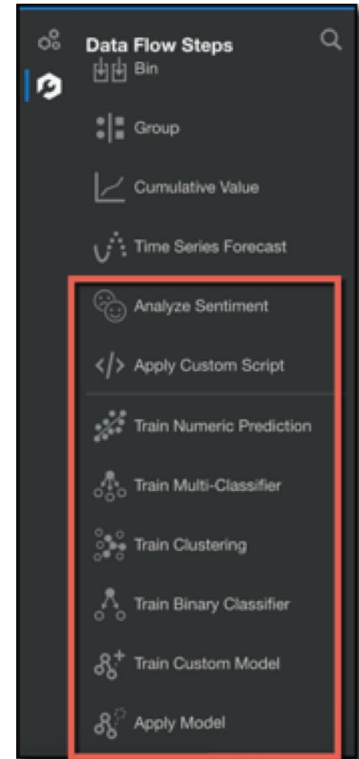 Data Flow Steps
Bin
Group
Cumulative Value
Time Series Forecast
Analyze Sentiment
</> Apply Custom Script
Train Numeric Prediction
Train Multi-Classifier
Train Clustering
Train Binary Classifier
Train Custom Model
Apply Model